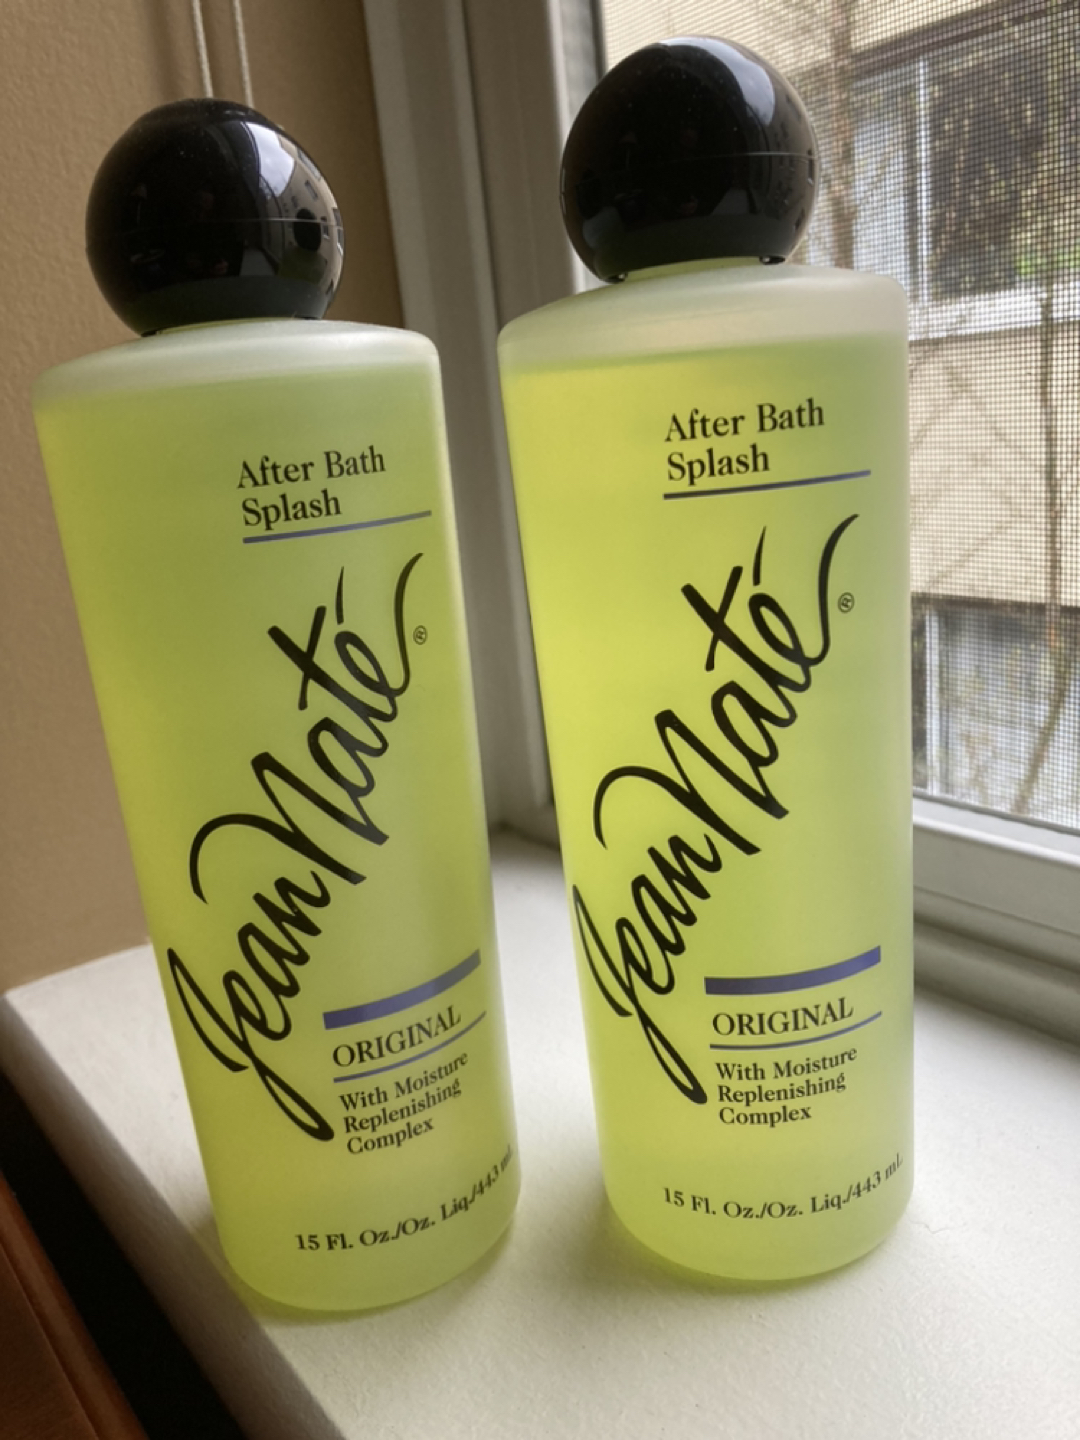 After Bath
Splash
Jean Naté®
ORIGINAL
With Moisture
Replenishing
Complex
15 Fl. Oz./Oz. Liq./443 mL
After Bath
Splash
Jean Naté®
ORIGINAL
With Moisture
Replenishing
Complex
15 Fl. Oz./Oz. Liq./443 mL